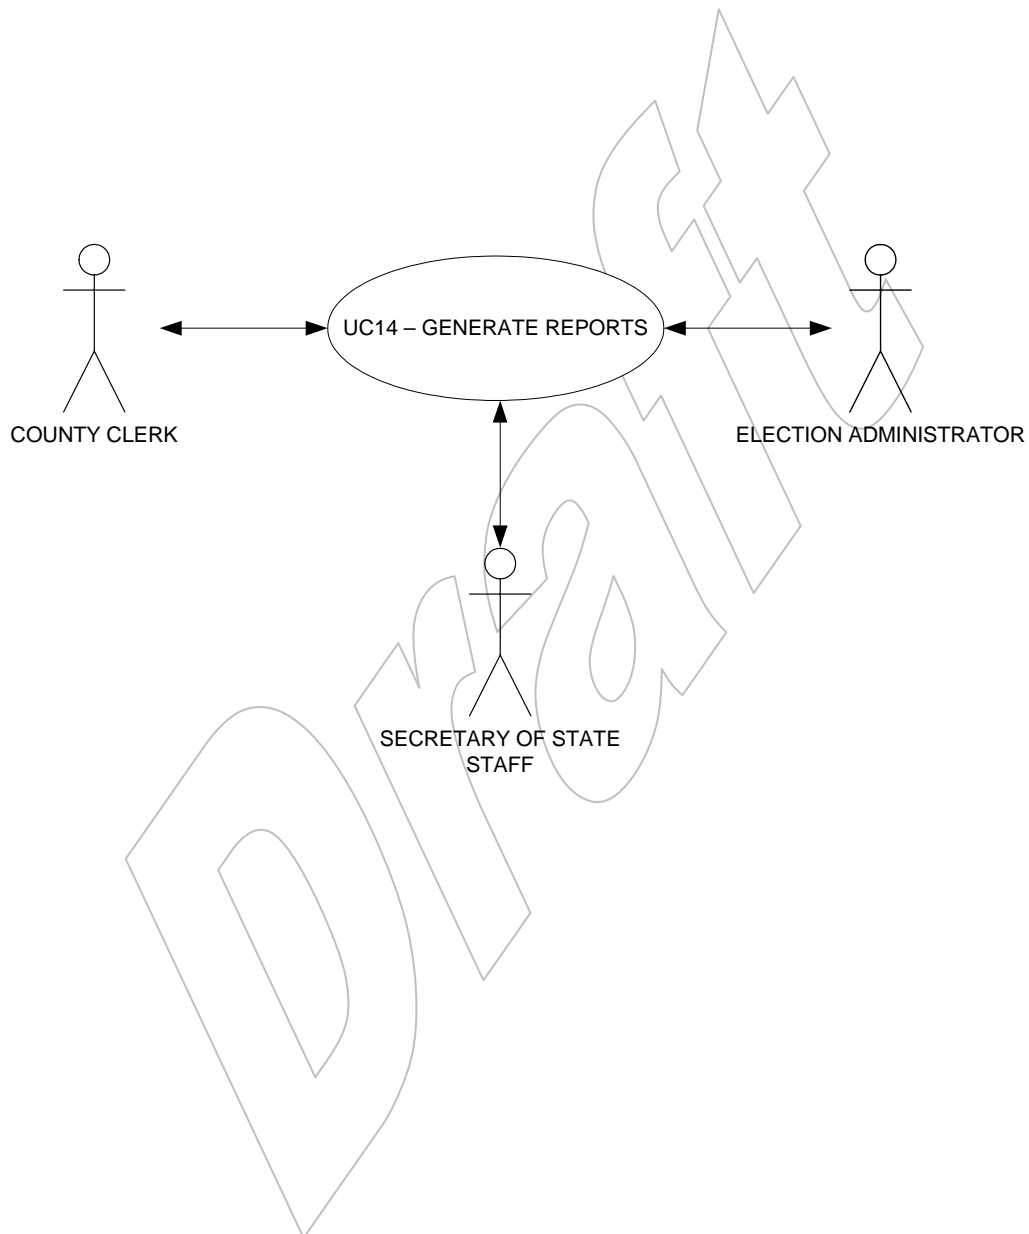 UC14 – GENERATE REPORTS
COUNTY CLERK
ELECTION ADMINISTRATOR
SECRETARY OF STATE
STAFF
Draft